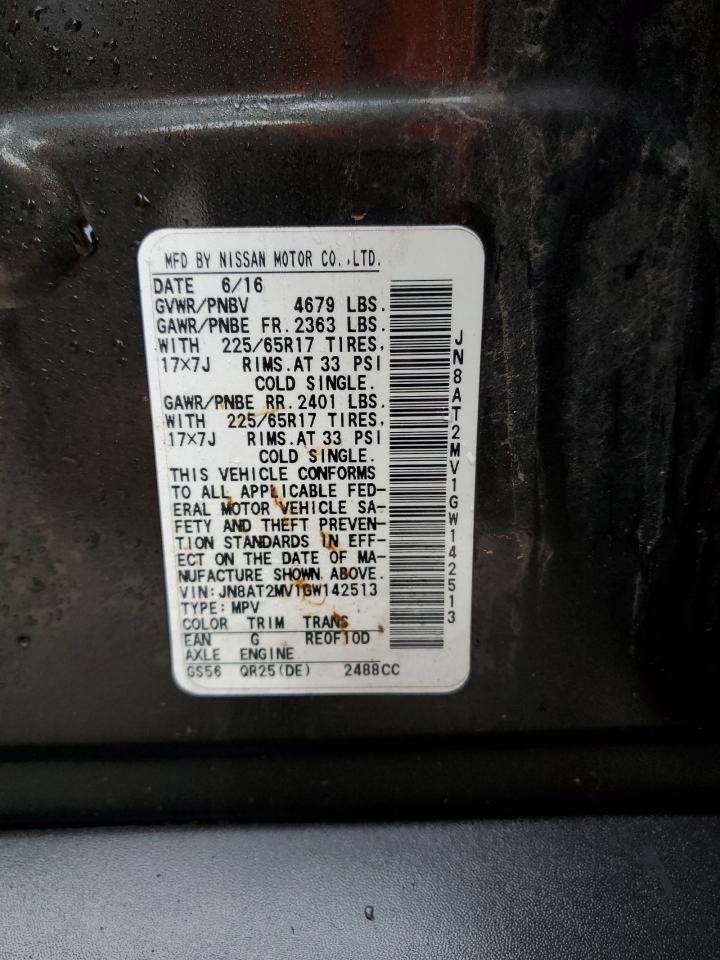 MFD BY NISSAN MOTOR CO.,LTD.
DATE 6/16
GVWR/PNBV 4679 LBS.
GAWR/PNBE FR.2363 LBS.
WITH 225/65R17 TIRES,
17×7J RIMS.AT 33 PSI
COLD SINGLE.
GAWR/PNBE RR.2401 LBS.
WITH 225/65R17 TIRES,
17×7J RIMS.AT 33 PSI
COLD SINGLE.
THIS VEHICLE CONFORMS
TO ALL APPLICABLE FED-
ERAL MOTOR VEHICLE SA-
FETY AND THEFT PREVEN-
TION STANDARDS IN EFF-
ECT ON THE DATE OF MA-
NUFACTURE SHOWN ABOVE.
VIN:JN8AT2MV1GW142513
TYPE:MPV
COLOR TRIM TRANS
EAN G RE0F10D
AXLE ENGINE
GS56 QR25(DE) 2488CC
JN8AT2MV1GW142513